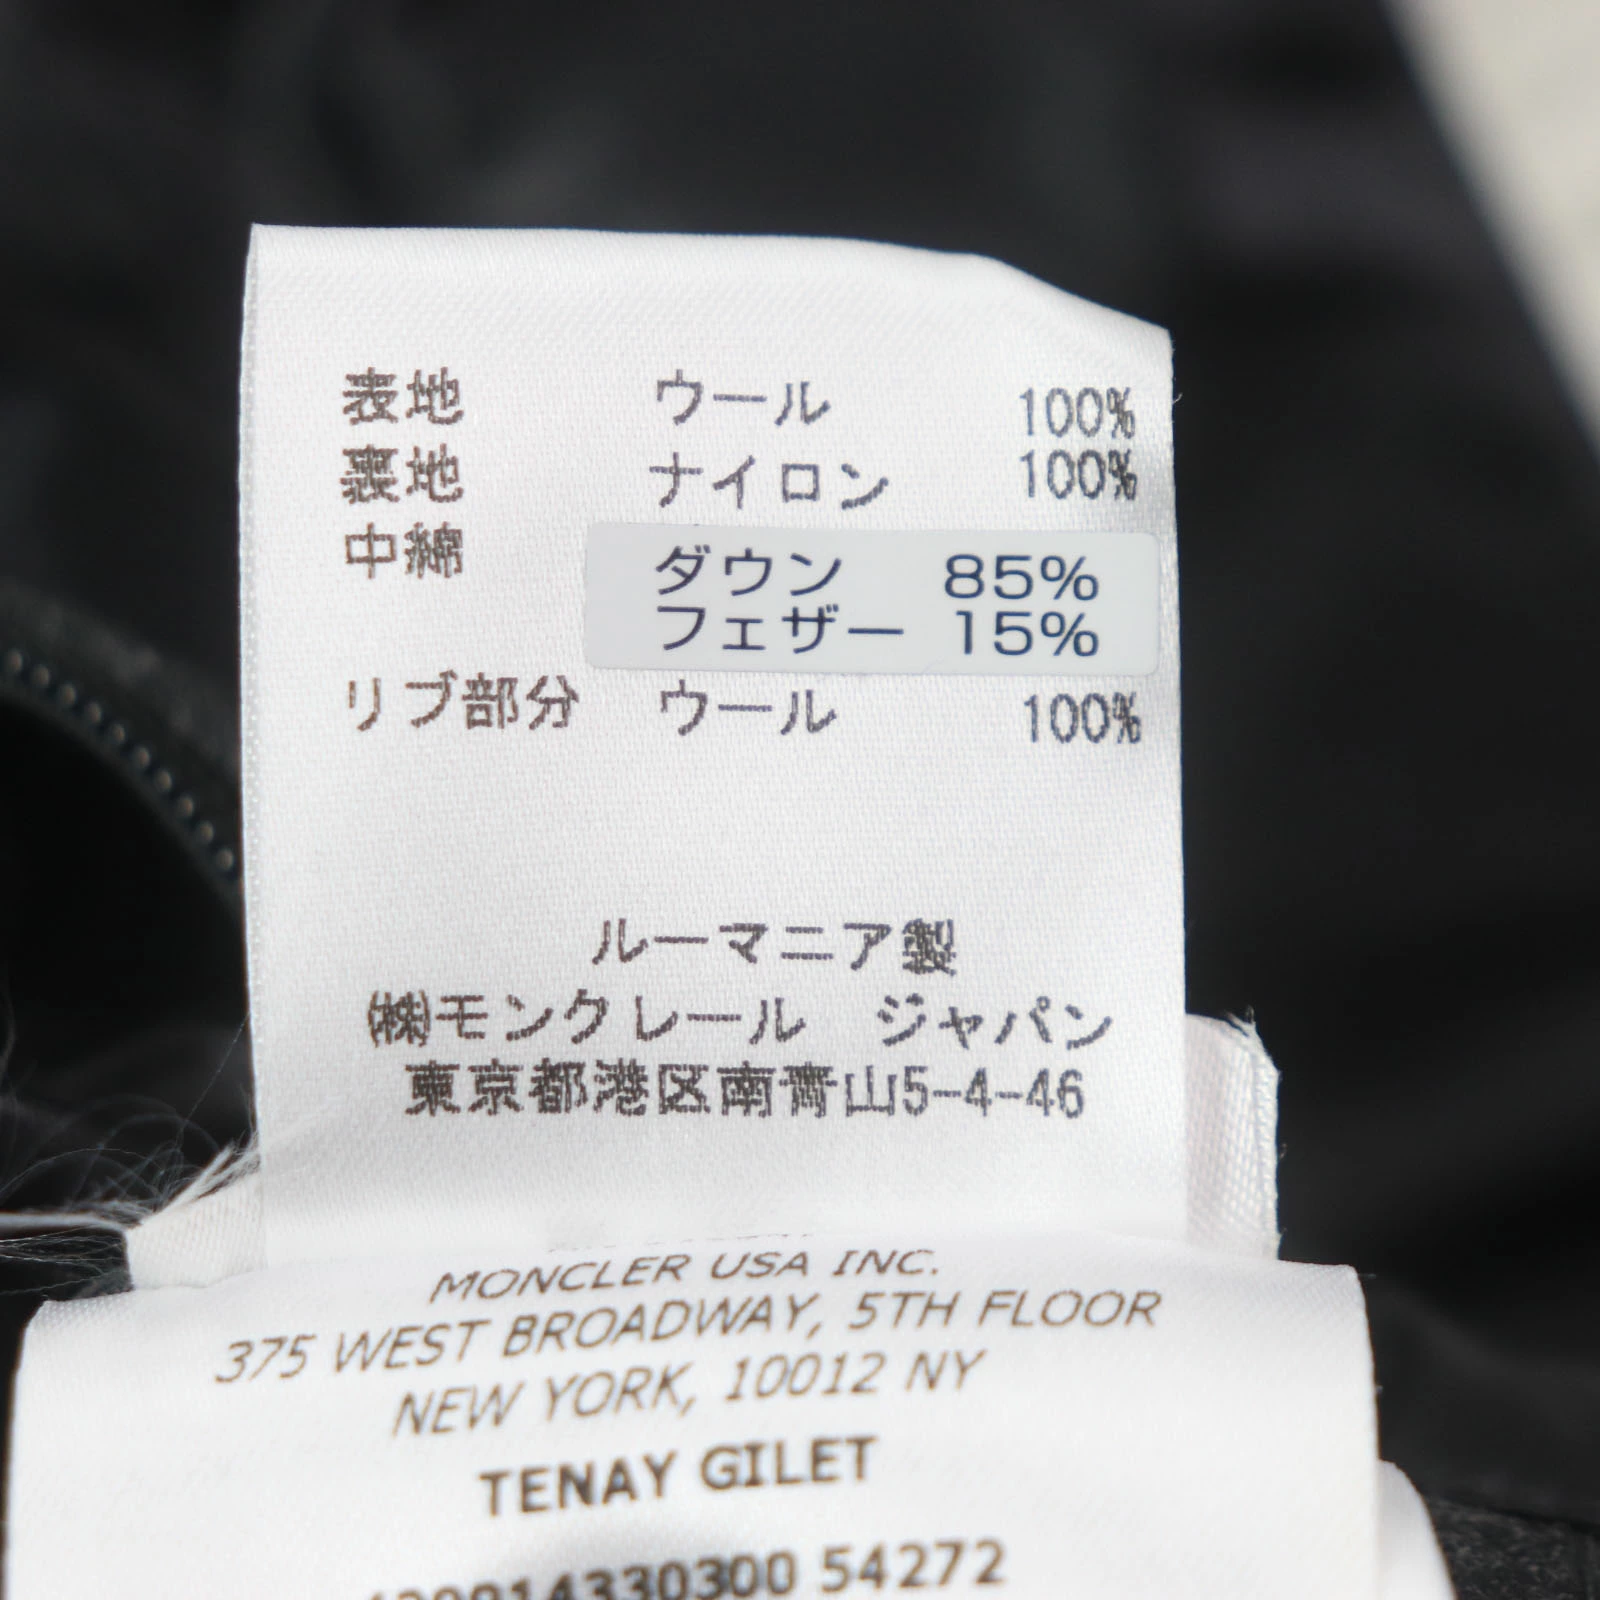 表地 ウール 100%
裏地 ナイロン 100%
中綿 ダウン 85%
フェザー 15%
リブ部分 ウール 100%
ルーマニア製
㈱モンクレール ジャパン
東京都港区南青山5-4-46
MONCLER USA INC.
375 WEST BROADWAY, 5TH FLOOR
NEW YORK, 10012 NY
TENAY GILET
54272